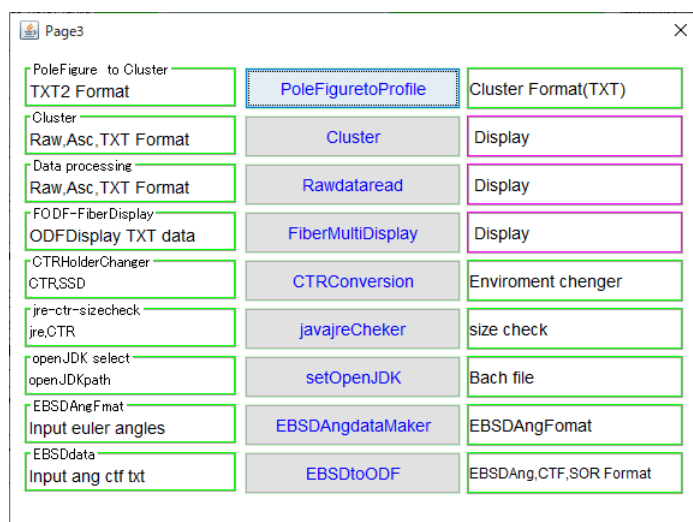 Page3
PoleFigure to Cluster
TXT2 Format
PoleFiguretoProfile
Cluster Format(TXT)
Cluster
Raw,Asc,TXT Format
Cluster
Display
Data processing
Raw,Asc,TXT Format
Rawdataread
Display
FODF-FiberDisplay
ODFDisplay TXT data
FiberMultiDisplay
Display
CTRHolderChanger
CTR,SSD
CTRConversion
Enviroment chenger
jre-ctr-sizecheck
jre,CTR
javajreCheker
size check
openJDK select
openJDKpath
setOpenJDK
Bach file
EBSDAngFmat
Input euler angles
EBSDAngdataMaker
EBSDAngFomat
EBSDdata
Input ang ctf txt
EBSDtoODF
EBSDAng,CTF,SOR Format